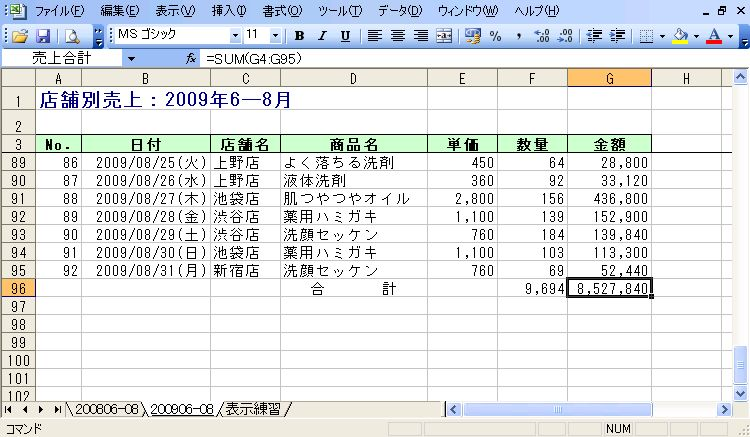 ファイル(F) 編集(E) 表示(V) 挿入(I) 書式(O) ツール(T) データ(D) ウィンドウ(W) ヘルプ(H)
MS ゴシック 11 B I U
売上合計 fx =SUM(G4:G95)
A B C D E F G H
1 店舗別売上：2009年6―8月
2
3 No. 日付 店舗名 商品名 単価 数量 金額
89 86 2009/08/25(火) 上野店 よく落ちる洗剤 450 64 28,800
90 87 2009/08/26(水) 上野店 液体洗剤 360 92 33,120
91 88 2009/08/27(木) 池袋店 肌つやつやオイル 2,800 156 436,800
92 89 2009/08/28(金) 渋谷店 薬用ハミガキ 1,100 139 152,900
93 90 2009/08/29(土) 渋谷店 洗顔セッケン 760 184 139,840
94 91 2009/08/30(日) 池袋店 薬用ハミガキ 1,100 103 113,300
95 92 2009/08/31(月) 新宿店 洗顔セッケン 760 69 52,440
96 合 計 9,694 8,527,840
97
98
99
100
101
102
200806-08 200906-08 表示練習
コマンド NUM